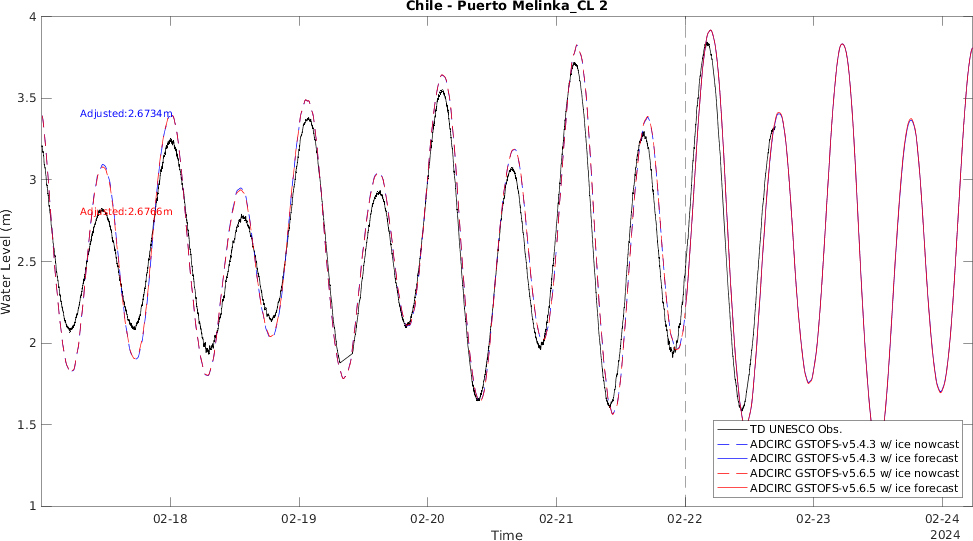 Chile - Puerto Melinka_CL 2
4
3.5
3
2.5
2
1.5
1
Water Level (m)
Adjusted:2.6734m
Adjusted:2.6766m
TD UNESCO Obs.
ADCIRC GSTOFS-v5.4.3 w/ ice nowcast
ADCIRC GSTOFS-v5.4.3 w/ ice forecast
ADCIRC GSTOFS-v5.6.5 w/ ice nowcast
ADCIRC GSTOFS-v5.6.5 w/ ice forecast
02-18 02-19 02-20 02-21 02-22 02-23 02-24
Time
2024